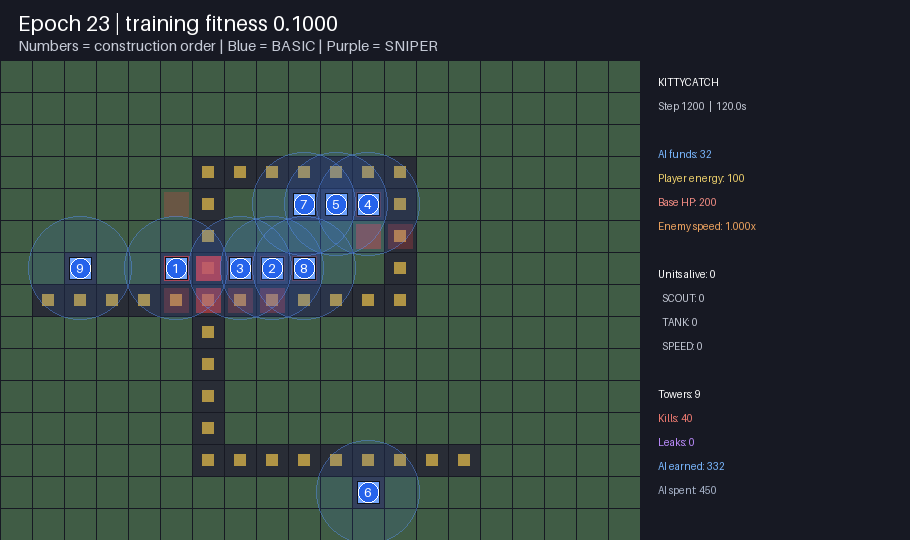 Epoch 23 | training fitness 0.1000
Numbers = construction order | Blue = BASIC | Purple = SNIPER
KITTYCATCH
Step 1200 | 120.0s
AI funds: 32
Player energy: 100
Base HP: 200
Enemy speed: 1.000x
Units alive: 0
SCOUT: 0
TANK: 0
SPEED: 0
Towers: 9
Kills: 40
Leaks: 0
AI earned: 332
AI spent: 450
7 5 4
9 1 3 2 8
6